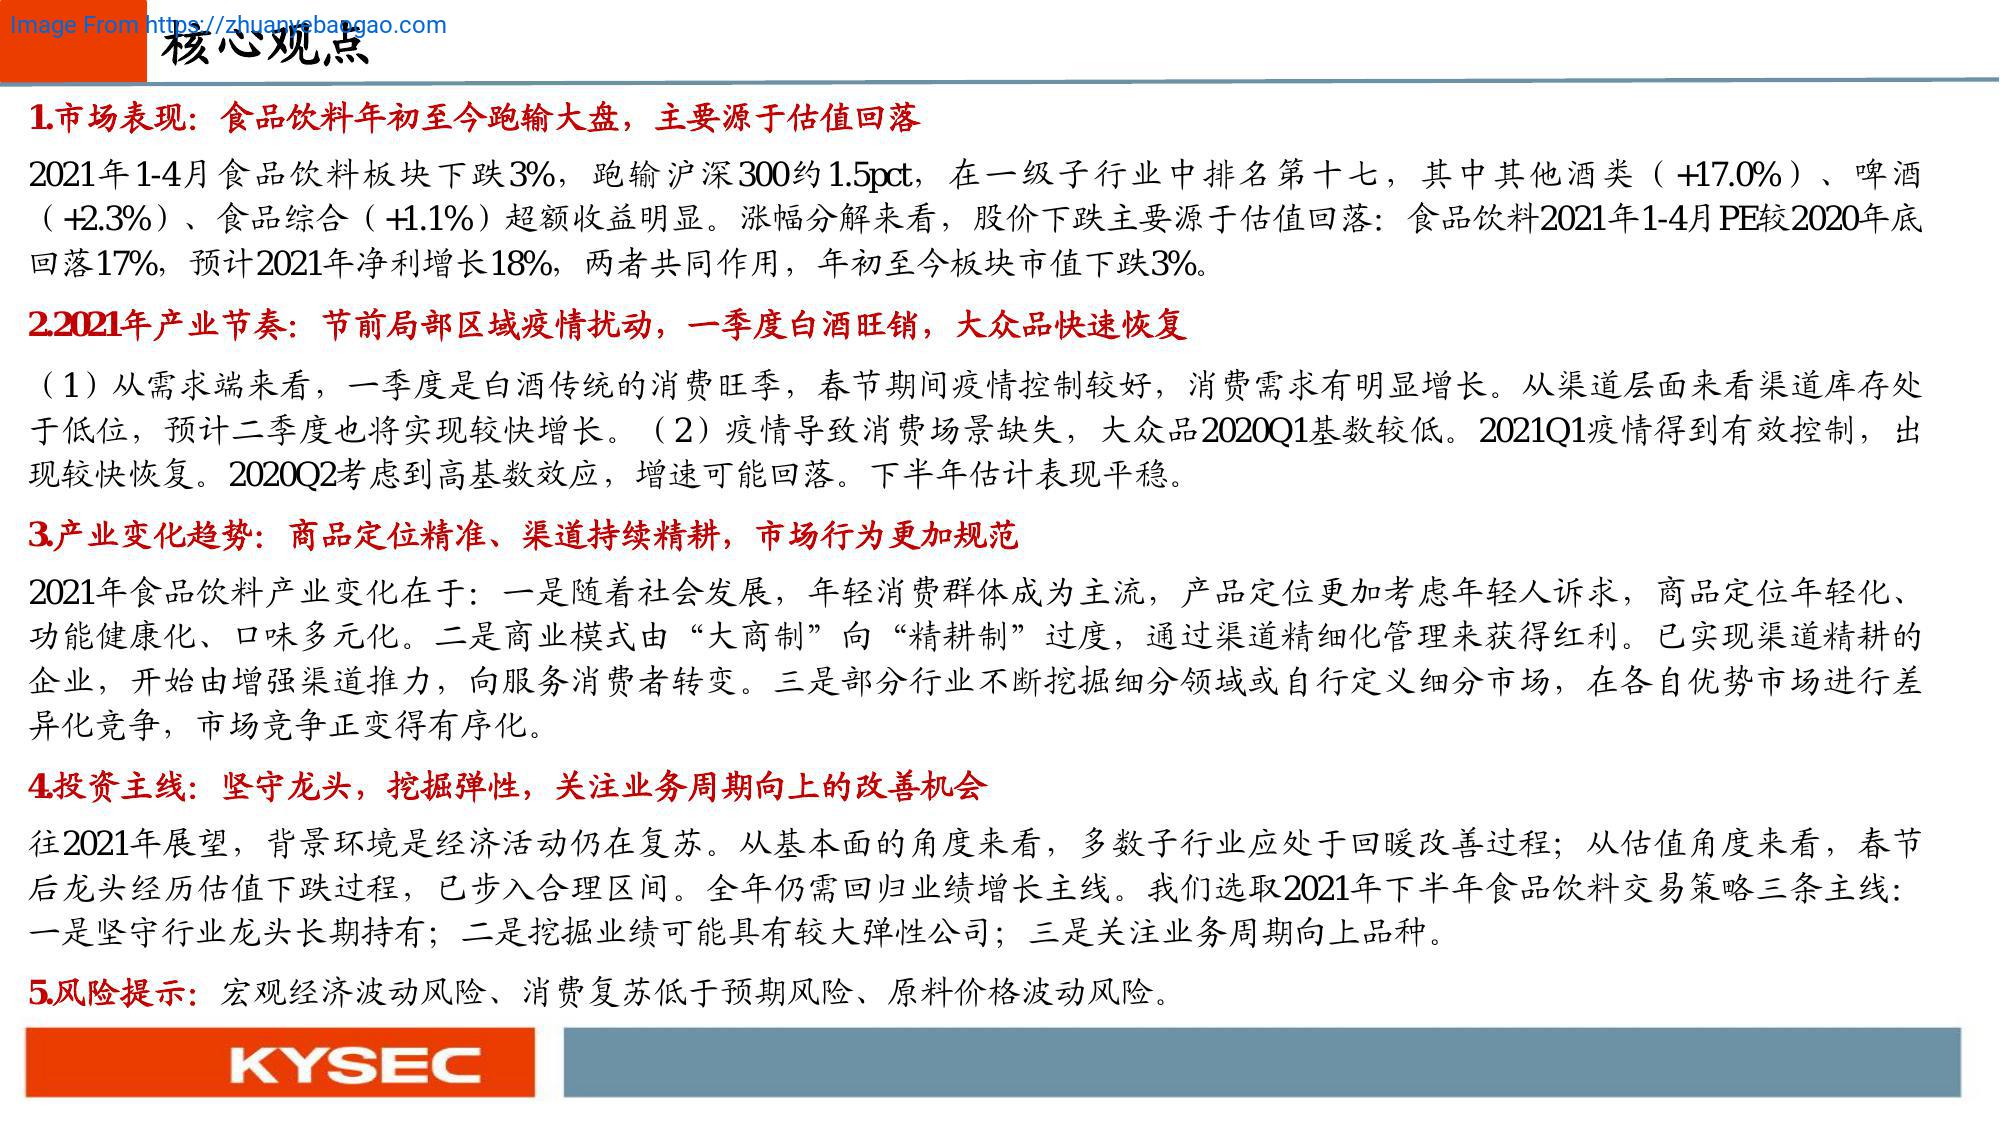 Image From https://zhuanyebaogao.com
核心观点
1.市场表现：食品饮料年初至今跑输大盘，主要源于估值回落
2021年1-4月食品饮料板块下跌3%，跑输沪深300约1.5pct，在一级子行业中排名第十七，其中其他酒类（+17.0%）、啤酒
（+2.3%）、食品综合（+1.1%）超额收益明显。涨幅分解来看，股价下跌主要源于估值回落：食品饮料2021年1-4月PE较2020年底
回落17%，预计2021年净利增长18%，两者共同作用，年初至今板块市值下跌3%。
2.2021年产业节奏：节前局部区域疫情扰动，一季度白酒旺销，大众品快速恢复
（1）从需求端来看，一季度是白酒传统的消费旺季，春节期间疫情控制较好，消费需求有明显增长。从渠道层面来看渠道库存处
于低位，预计二季度也将实现较快增长。（2）疫情导致消费场景缺失，大众品2020Q1基数较低。2021Q1疫情得到有效控制，出
现较快恢复。2020Q2考虑到高基数效应，增速可能回落。下半年估计表现平稳。
3.产业变化趋势：商品定位精准、渠道持续精耕，市场行为更加规范
2021年食品饮料产业变化在于：一是随着社会发展，年轻消费群体成为主流，产品定位更加考虑年轻人诉求，商品定位年轻化、
功能健康化、口味多元化。二是商业模式由“大商制”向“精耕制”过度，通过渠道精细化管理来获得红利。已实现渠道精耕的
企业，开始由增强渠道推力，向服务消费者转变。三是部分行业不断挖掘细分领域或自行定义细分市场，在各自优势市场进行差
异化竞争，市场竞争正变得有序化。
4.投资主线：坚守龙头，挖掘弹性，关注业务周期向上的改善机会
往2021年展望，背景环境是经济活动仍在复苏。从基本面的角度来看，多数子行业应处于回暖改善过程；从估值角度来看，春节
后龙头经历估值下跌过程，已步入合理区间。全年仍需回归业绩增长主线。我们选取2021年下半年食品饮料交易策略三条主线：
一是坚守行业龙头长期持有；二是挖掘业绩可能具有较大弹性公司；三是关注业务周期向上品种。
5.风险提示：宏观经济波动风险、消费复苏低于预期风险、原料价格波动风险。
KYSEC